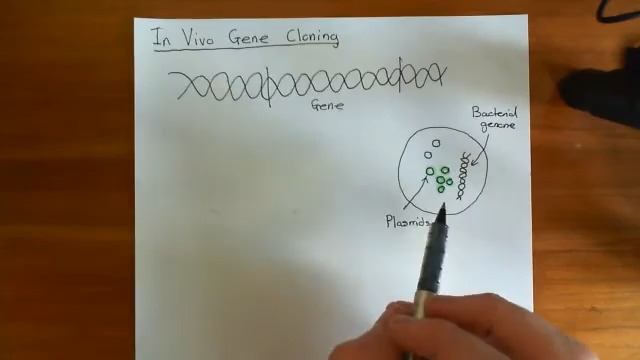 In Vivo Gene Cloning
Gene
Bacterial
genome
Plasmids